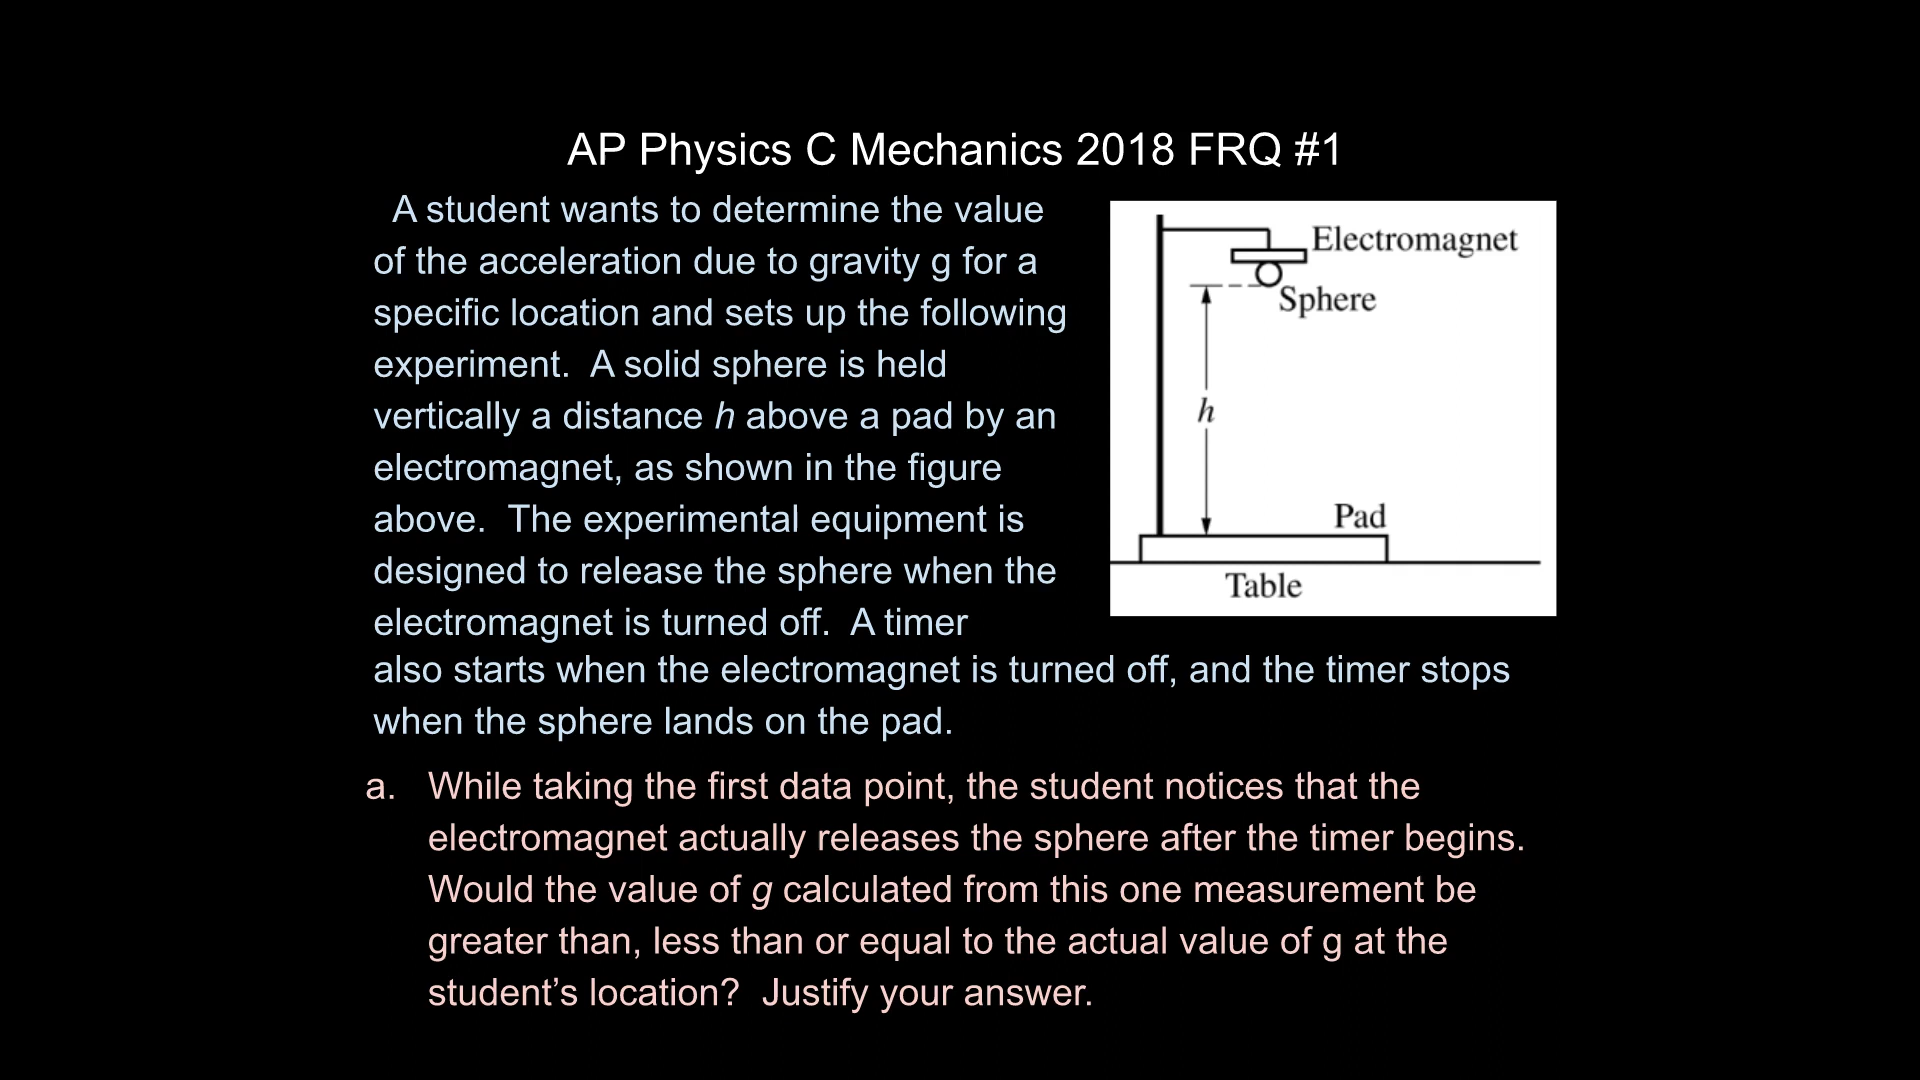 AP Physics C Mechanics 2018 FRQ #1
A student wants to determine the value
of the acceleration due to gravity g for a
specific location and sets up the following
experiment.  A solid sphere is held
vertically a distance h above a pad by an
electromagnet, as shown in the figure
above.  The experimental equipment is
designed to release the sphere when the
electromagnet is turned off.  A timer
also starts when the electromagnet is turned off, and the timer stops
when the sphere lands on the pad.
Electromagnet
Sphere
h
Pad
Table
a. While taking the first data point, the student notices that the
electromagnet actually releases the sphere after the timer begins.
Would the value of g calculated from this one measurement be
greater than, less than or equal to the actual value of g at the
student’s location?  Justify your answer.